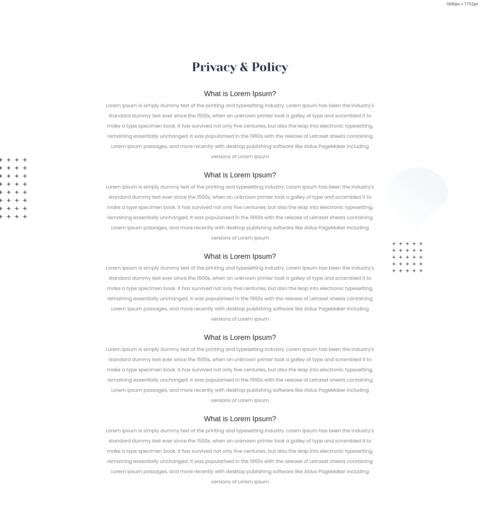 1680px × 1752px
Privacy & Policy
What is Lorem Ipsum?
Lorem Ipsum is simply dummy text of the printing and typesetting industry. Lorem Ipsum has been the industry's
standard dummy text ever since the 1500s, when an unknown printer took a galley of type and scrambled it to
make a type specimen book. It has survived not only five centuries, but also the leap into electronic typesetting,
remaining essentially unchanged. It was popularised in the 1960s with the release of Letraset sheets containing
Lorem Ipsum passages, and more recently with desktop publishing software like Aldus PageMaker including
versions of Lorem Ipsum
What is Lorem Ipsum?
Lorem Ipsum is simply dummy text of the printing and typesetting industry. Lorem Ipsum has been the industry's
standard dummy text ever since the 1500s, when an unknown printer took a galley of type and scrambled it to
make a type specimen book. It has survived not only five centuries, but also the leap into electronic typesetting,
remaining essentially unchanged. It was popularised in the 1960s with the release of Letraset sheets containing
Lorem Ipsum passages, and more recently with desktop publishing software like Aldus PageMaker including
versions of Lorem Ipsum
What is Lorem Ipsum?
Lorem Ipsum is simply dummy text of the printing and typesetting industry. Lorem Ipsum has been the industry's
standard dummy text ever since the 1500s, when an unknown printer took a galley of type and scrambled it to
make a type specimen book. It has survived not only five centuries, but also the leap into electronic typesetting,
remaining essentially unchanged. It was popularised in the 1960s with the release of Letraset sheets containing
Lorem Ipsum passages, and more recently with desktop publishing software like Aldus PageMaker including
versions of Lorem Ipsum
What is Lorem Ipsum?
Lorem Ipsum is simply dummy text of the printing and typesetting industry. Lorem Ipsum has been the industry's
standard dummy text ever since the 1500s, when an unknown printer took a galley of type and scrambled it to
make a type specimen book. It has survived not only five centuries, but also the leap into electronic typesetting,
remaining essentially unchanged. It was popularised in the 1960s with the release of Letraset sheets containing
Lorem Ipsum passages, and more recently with desktop publishing software like Aldus PageMaker including
versions of Lorem Ipsum
What is Lorem Ipsum?
Lorem Ipsum is simply dummy text of the printing and typesetting industry. Lorem Ipsum has been the industry's
standard dummy text ever since the 1500s, when an unknown printer took a galley of type and scrambled it to
make a type specimen book. It has survived not only five centuries, but also the leap into electronic typesetting,
remaining essentially unchanged. It was popularised in the 1960s with the release of Letraset sheets containing
Lorem Ipsum passages, and more recently with desktop publishing software like Aldus PageMaker including
versions of Lorem Ipsum